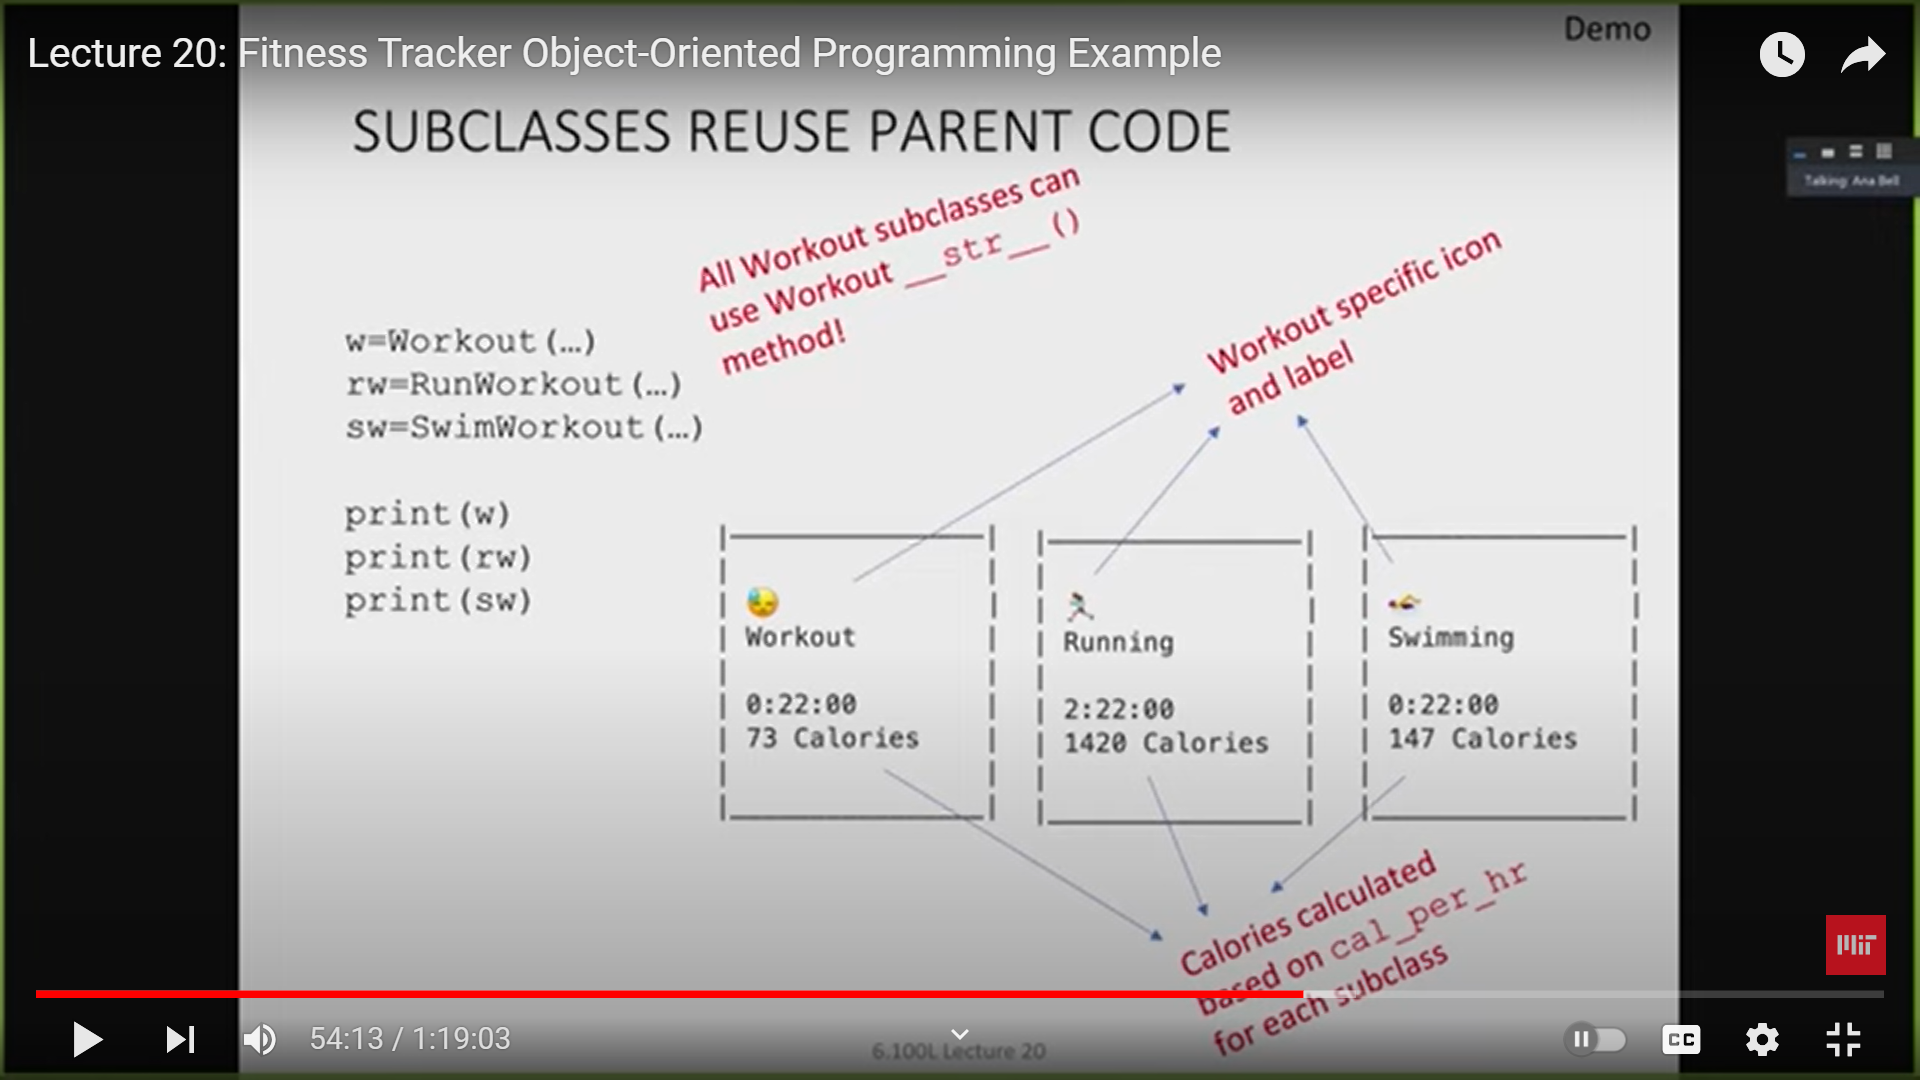 Demo
Lecture 20: Fitness Tracker Object-Oriented Programming Example
SUBCLASSES REUSE PARENT CODE
Talking: Ana Bell
All Workout subclasses can
use Workout __str__()
method!
Workout specific icon
and label
w=Workout(…)
rw=RunWorkout(…)
sw=SwimWorkout(…)
print(w)
print(rw)
print(sw)
Workout
0:22:00
73 Calories
Running
2:22:00
1420 Calories
Swimming
0:22:00
147 Calories
Calories calculated
based on cal_per_hr
for each subclass
MIT
54:13 / 1:19:03
6.100L Lecture 20
CC